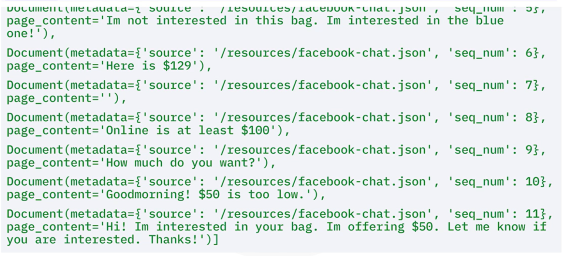 Document(metadata={'source': '/resources/facebook-chat.json', 'seq_num': 5},
page_content='Im not interested in this bag. Im interested in the blue
one!'),
Document(metadata={'source': '/resources/facebook-chat.json', 'seq_num': 6},
page_content='Here is $129'),
Document(metadata={'source': '/resources/facebook-chat.json', 'seq_num': 7},
page_content=''),
Document(metadata={'source': '/resources/facebook-chat.json', 'seq_num': 8},
page_content='Online is at least $100'),
Document(metadata={'source': '/resources/facebook-chat.json', 'seq_num': 9},
page_content='How much do you want?'),
Document(metadata={'source': '/resources/facebook-chat.json', 'seq_num': 10},
page_content='Goodmorning! $50 is too low.'),
Document(metadata={'source': '/resources/facebook-chat.json', 'seq_num': 11},
page_content='Hi! Im interested in your bag. Im offering $50. Let me know if
you are interested. Thanks!')]